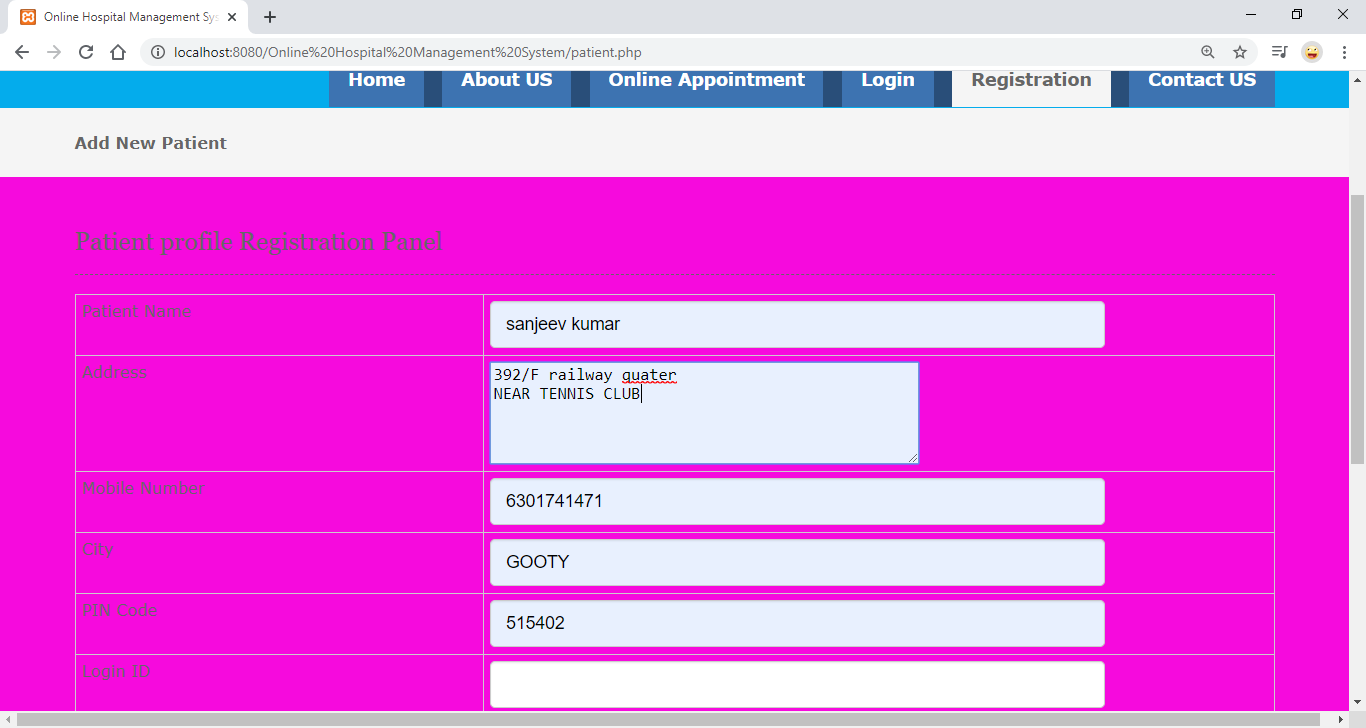 Online Hospital Management Sys
localhost:8080/Online%20Hospital%20Management%20System/patient.php
Home About US Online Appointment Login Registration Contact US
Add New Patient
Patient profile Registration Panel
Patient Name sanjeev kumar
Address 392/F railway quater
NEAR TENNIS CLUB
Mobile Number 6301741471
City GOOTY
PIN Code 515402
Login ID